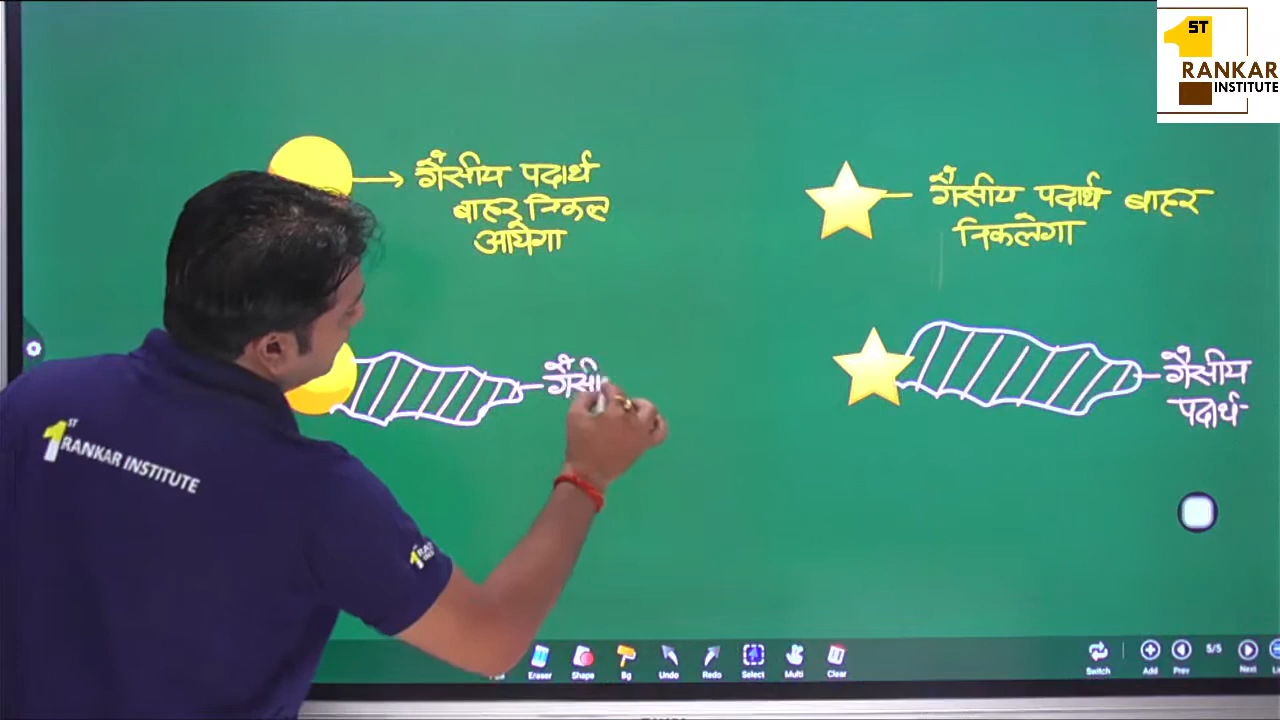 1ST
RANKAR
INSTITUTE
गैसीय पदार्थ
बाहर निकल
आयेगा
गैसीय पदार्थ बाहर
निकलेगा
गैसी
गैसीय
पदार्थ
1ST
RANKAR INSTITUTE
Eraser Shape Bg Undo Redo Select Multi Clear Switch Add Prev 5/5 Next